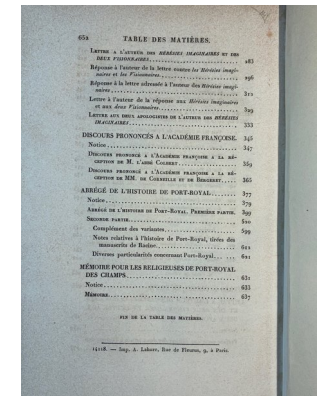 652 TABLE DES MATIÈRES.
LETTRE A L'AUTEUR DES HÉRÉSIES IMAGINAIRES ET DES
DEUX VISIONNAIRES. 283
Réponse à l'auteur de la lettre contre les Hérésies imagi-
naires et les Visionnaires. 296
Réponse à la lettre adressée à l'auteur des Hérésies
imaginaires. 311
Lettre à l'auteur de la réponse aux Hérésies imaginaires
et aux deux Visionnaires. 329
LETTRE AUX DEUX APOLOGISTES DE L'AUTEUR DES HÉRÉSIES
IMAGINAIRES. 333
DISCOURS PRONONCÉS A L'ACADÉMIE FRANÇOISE. 345
Notice. 347
DISCOURS PRONONCÉ A L'ACADÉMIE FRANÇOISE A LA RÉ-
CEPTION DE M. L'ABBÉ COLBERT. 359
DISCOURS PRONONCÉ A L'ACADÉMIE FRANÇOISE A LA RÉ-
CEPTION DE MM. DE CORNEILLE ET DE BERGERET. 365
ABRÉGÉ DE L'HISTOIRE DE PORT-ROYAL. 377
Notice. 379
ABRÉGÉ DE L'HISTOIRE DE PORT-ROYAL. PREMIÈRE PARTIE. 399
SECONDE PARTIE. 500
Complément des variantes. 599
Notes relatives à l'histoire de Port-Royal, tirées des
manuscrits de Racine. 601
Diverses particularités concernant Port-Royal. 621
MÉMOIRE POUR LES RELIGIEUSES DE PORT-ROYAL
DES CHAMPS. 631
Notice. 633
MÉMOIRE. 637
FIN DE LA TABLE DES MATIÈRES.
14218. — Imp. A. Lahure, Rue de Fleurus, 9, à Paris.